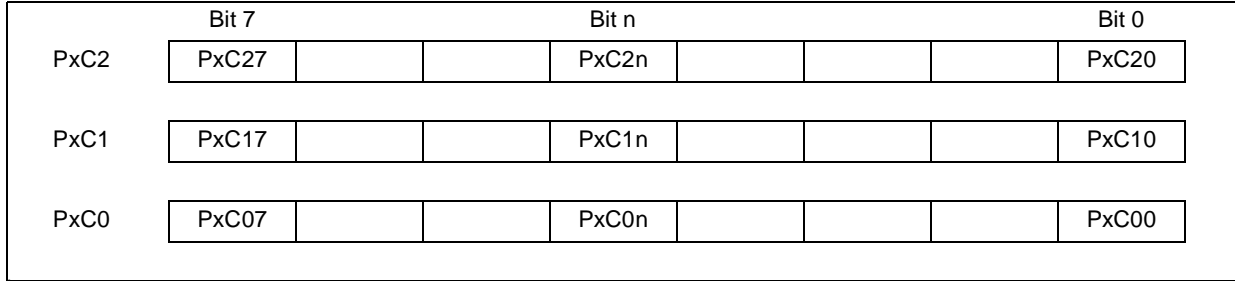 Bit 7 Bit n Bit 0
PxC2 PxC27 PxC2n PxC20
PxC1 PxC17 PxC1n PxC10
PxC0 PxC07 PxC0n PxC00